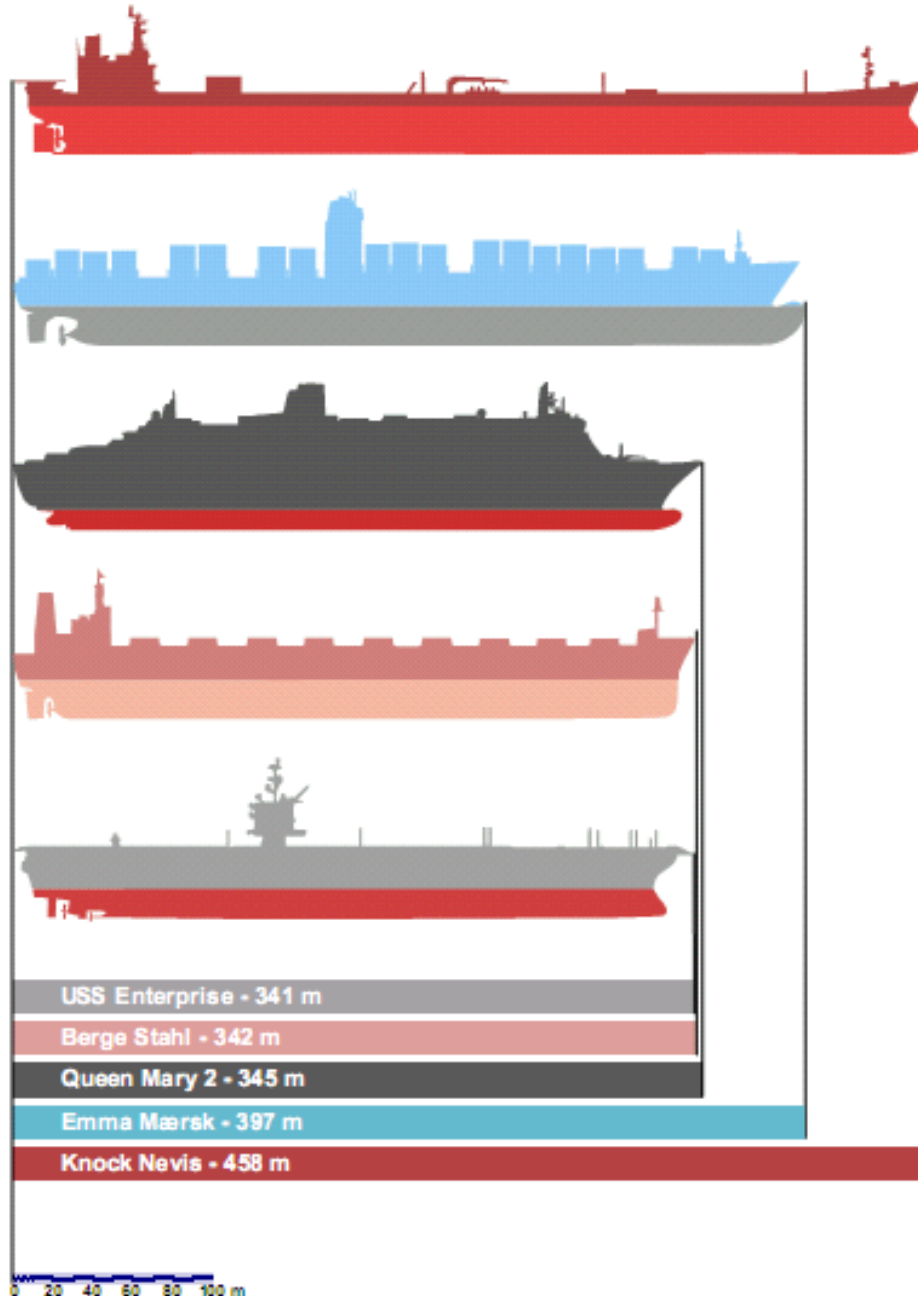 USS Enterprise - 341 m
Berge Stahl - 342 m
Queen Mary 2 - 345 m
Emma Mærsk - 397 m
Knock Nevis - 458 m
0 20 40 60 80 100 m